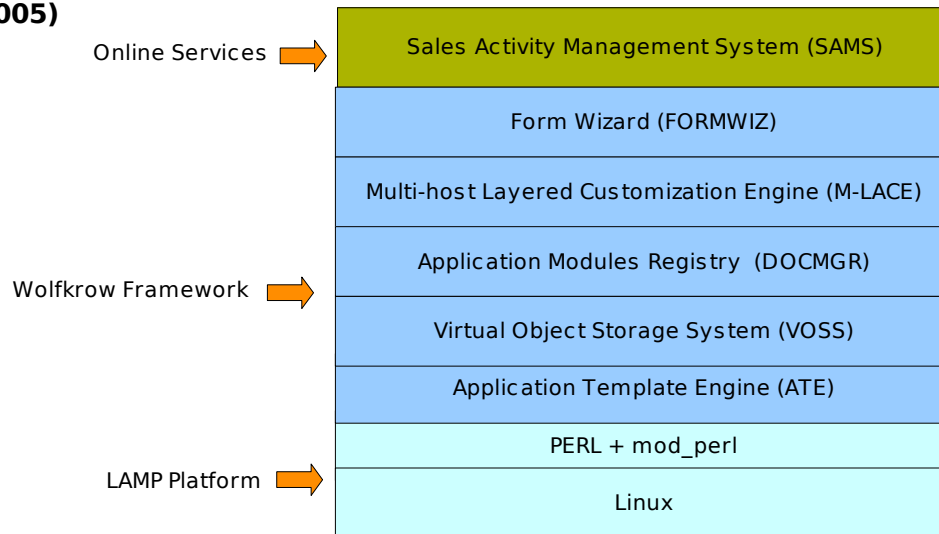 005)
Online Services
Sales Activity Management System (SAMS)
Form Wizard (FORMWIZ)
Multi-host Layered Customization Engine (M-LACE)
Application Modules Registry (DOCMGR)
Wolfkrow Framework
Virtual Object Storage System (VOSS)
Application Template Engine (ATE)
PERL + mod_perl
LAMP Platform
Linux